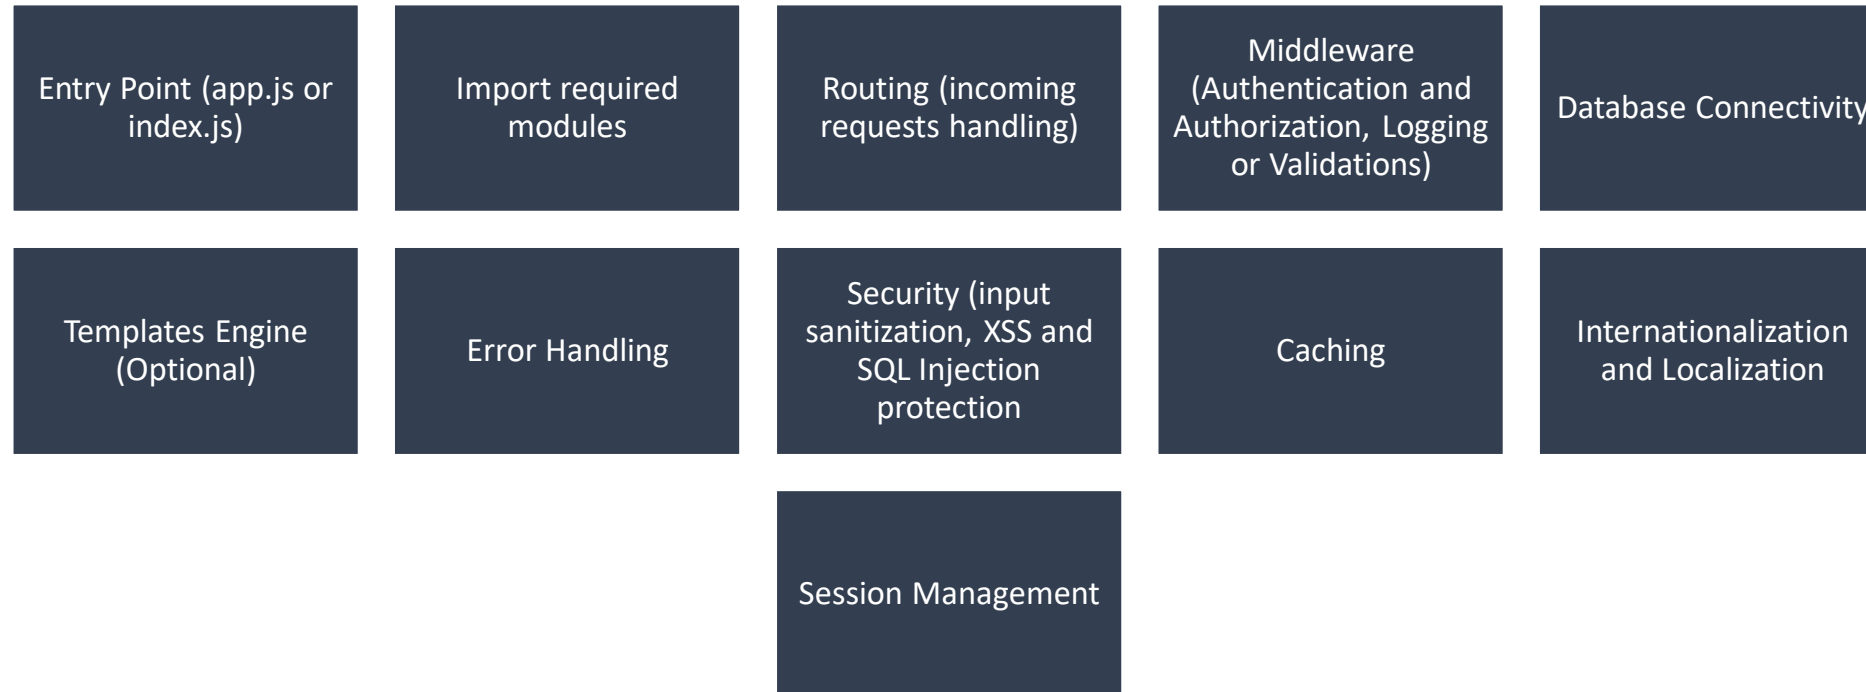 Entry Point (app.js or
index.js)
Import required
modules
Routing (incoming
requests handling)
Middleware
(Authentication and
Authorization, Logging
or Validations)
Database Connectivity
Templates Engine
(Optional)
Error Handling
Security (input
sanitization, XSS and
SQL Injection
protection
Caching
Internationalization
and Localization
Session Management